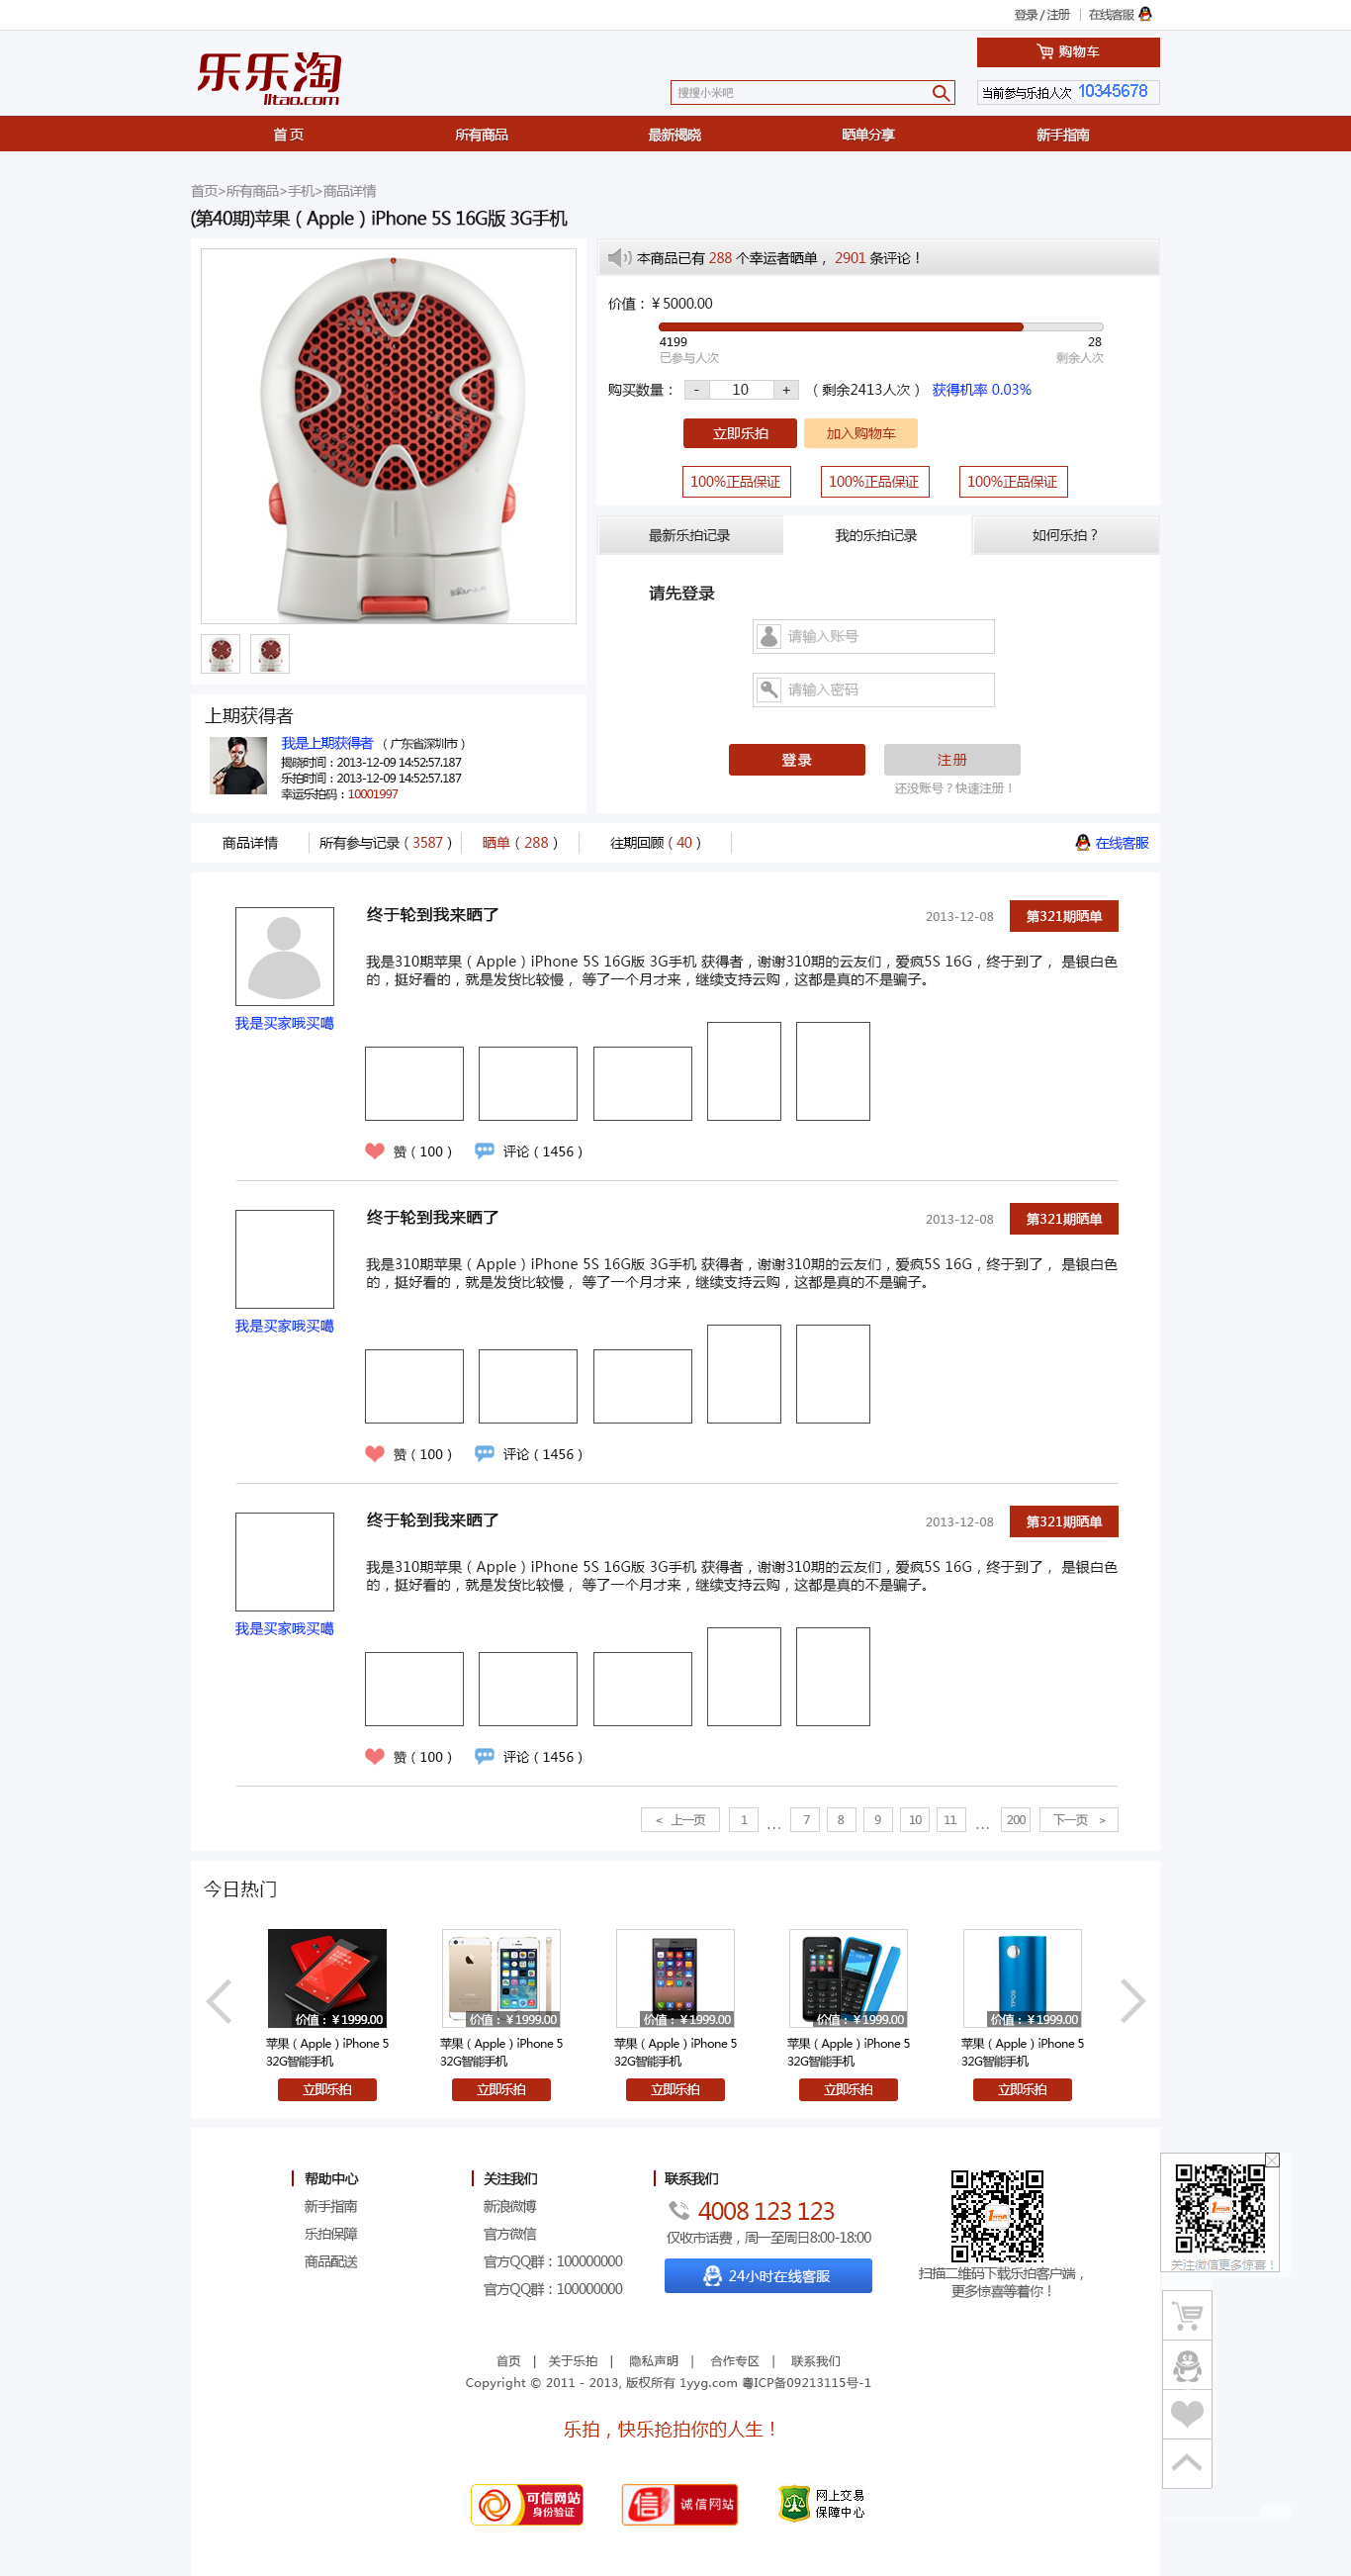 登录 / 注册 | 在线客服
购物车
乐乐淘
lltao.com
搜搜小米吧
当前参与乐拍人次 10345678
首 页 所有商品 最新揭晓 晒单分享 新手指南
首页>所有商品>手机>商品详情
(第40期)苹果（Apple）iPhone 5S 16G版 3G手机
本商品已有 288 个幸运者晒单， 2901 条评论！
价值：￥5000.00
4199 28
已参与人次 剩余人次
购买数量： - 10 + （剩余2413人次） 获得机率 0.03%
立即乐拍 加入购物车
100%正品保证 100%正品保证 100%正品保证
最新乐拍记录 我的乐拍记录 如何乐拍？
请先登录
请输入账号
请输入密码
登录 注册
还没账号？快速注册！
Bear
上期获得者
我是上期获得者 （广东省深圳市）
揭晓时间：2013-12-09 14:52:57.187
乐拍时间：2013-12-09 14:52:57.187
幸运乐拍码：10001997
商品详情 所有参与记录（3587） 晒单（288） 往期回顾（40） 在线客服
终于轮到我来晒了 2013-12-08 第321期晒单
我是310期苹果（Apple）iPhone 5S 16G版 3G手机 获得者，谢谢310期的云友们，爱疯5S 16G，终于到了， 是银白色
的，挺好看的，就是发货比较慢， 等了一个月才来，继续支持云购，这都是真的不是骗子。
我是买家哦买噶
赞（100） 评论（1456）
终于轮到我来晒了 2013-12-08 第321期晒单
我是310期苹果（Apple）iPhone 5S 16G版 3G手机 获得者，谢谢310期的云友们，爱疯5S 16G，终于到了， 是银白色
的，挺好看的，就是发货比较慢， 等了一个月才来，继续支持云购，这都是真的不是骗子。
我是买家哦买噶
赞（100） 评论（1456）
终于轮到我来晒了 2013-12-08 第321期晒单
我是310期苹果（Apple）iPhone 5S 16G版 3G手机 获得者，谢谢310期的云友们，爱疯5S 16G，终于到了， 是银白色
的，挺好看的，就是发货比较慢， 等了一个月才来，继续支持云购，这都是真的不是骗子。
我是买家哦买噶
赞（100） 评论（1456）
< 上一页 1 ... 7 8 9 10 11 ... 200 下一页 >
今日热门
价值：￥1999.00 价值：￥1999.00 价值：￥1999.00 价值：￥1999.00 价值：￥1999.00
苹果（Apple）iPhone 5 苹果（Apple）iPhone 5 苹果（Apple）iPhone 5 苹果（Apple）iPhone 5 苹果（Apple）iPhone 5
32G智能手机 32G智能手机 32G智能手机 32G智能手机 32G智能手机
立即乐拍 立即乐拍 立即乐拍 立即乐拍 立即乐拍
帮助中心
新手指南
乐拍保障
商品配送
关注我们
新浪微博
官方微信
官方QQ群：100000000
官方QQ群：100000000
联系我们
4008 123 123
仅收市话费，周一至周日8:00-18:00
24小时在线客服
扫描二维码下载乐拍客户端，
更多惊喜等着你！
关注微信更多惊喜！
首页 | 关于乐拍 | 隐私声明 | 合作专区 | 联系我们
Copyright © 2011 - 2013, 版权所有 1yyg.com 粤ICP备09213115号-1
乐拍，快乐抢拍你的人生！
可信网站
身份验证
信
诚信网站
网上交易
保障中心